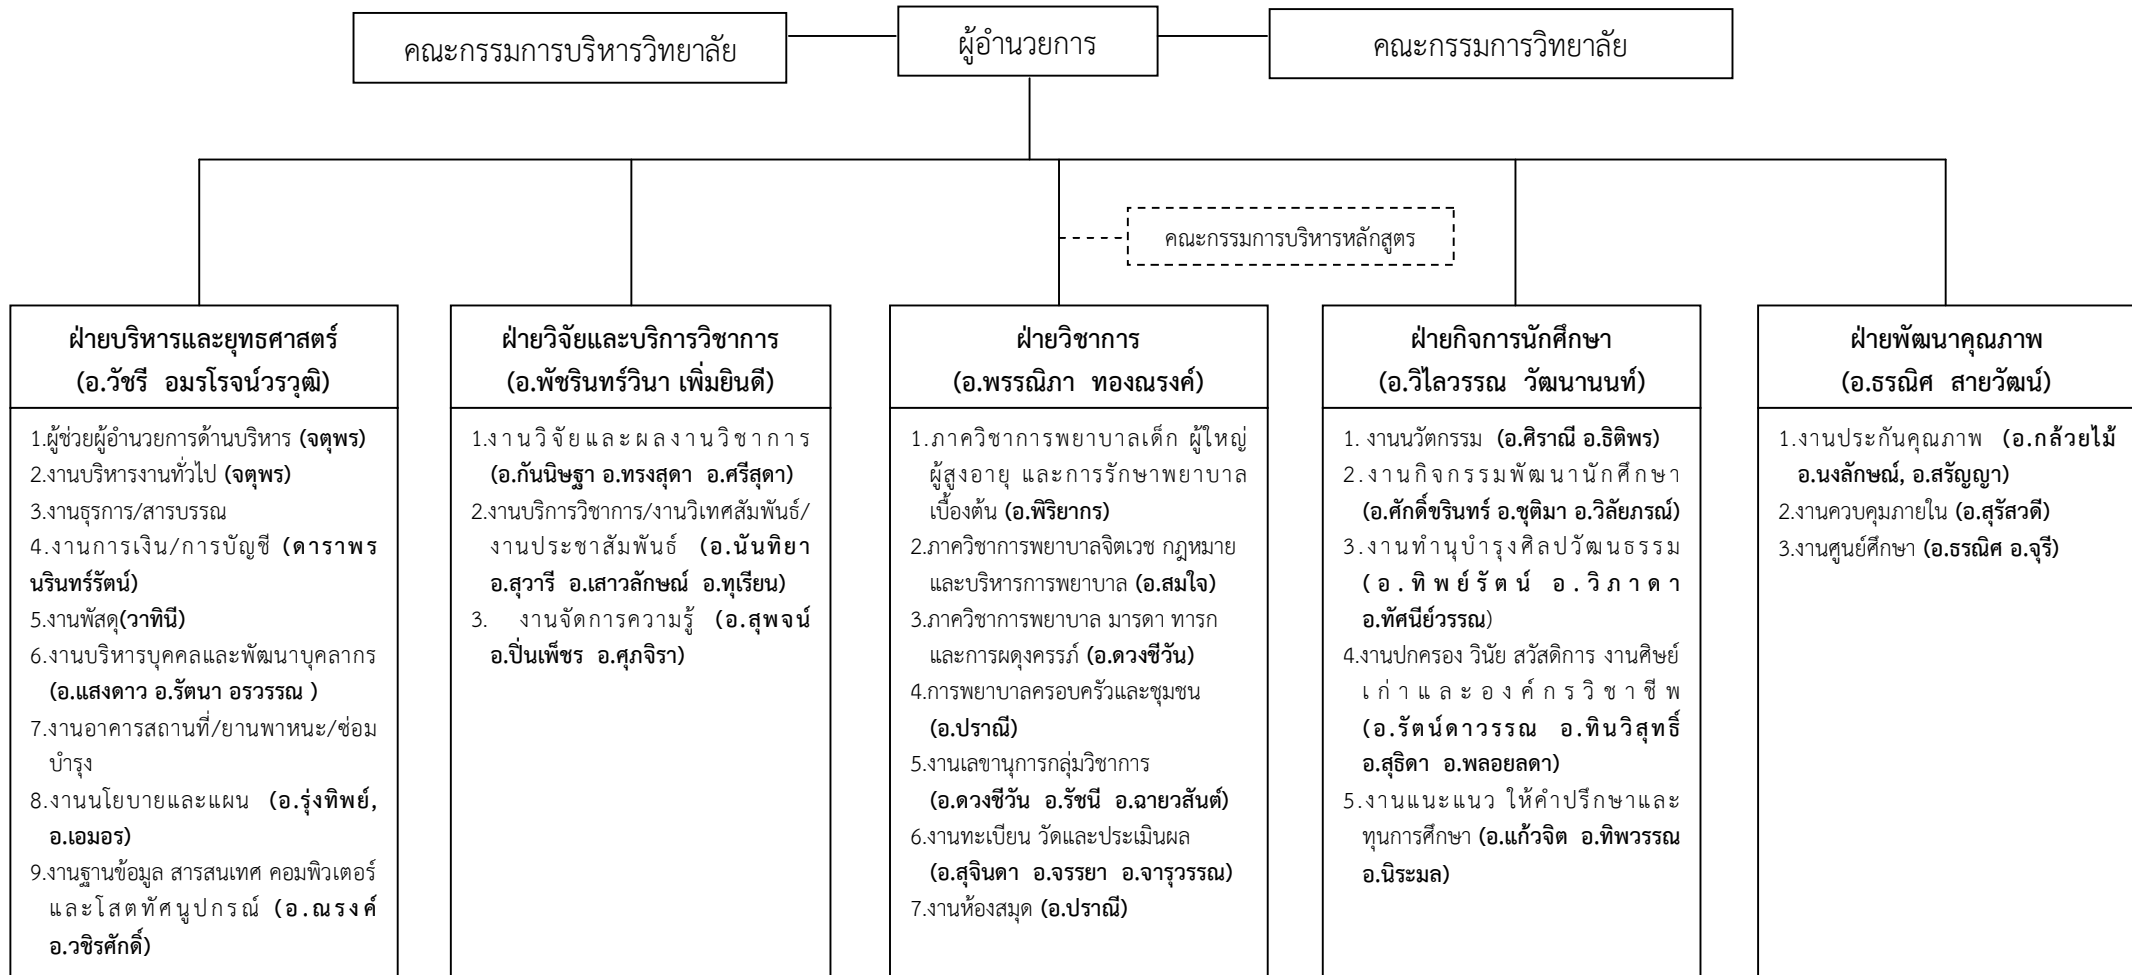 คณะกรรมการบริหารวิทยาลัย
ผู้อำนวยการ
คณะกรรมการวิทยาลัย
คณะกรรมการบริหารหลักสูตร
ฝ่ายบริหารและยุทธศาสตร์
(อ.วัชรี อมรโรจน์วรวุฒิ)
1.ผู้ช่วยผู้อำนวยการด้านบริหาร (จตุพร)
2.งานบริหารงานทั่วไป (จตุพร)
3.งานธุรการ/สารบรรณ
4.งานการเงิน/การบัญชี (ดาราพร
นรินทร์รัตน์)
5.งานพัสดุ(วาทินี)
6.งานบริหารบุคคลและพัฒนาบุคลากร
(อ.แสงดาว อ.รัตนา อรวรรณ )
7.งานอาคารสถานที่/ยานพาหนะ/ซ่อม
บำรุง
8.งานนโยบายและแผน (อ.รุ่งทิพย์,
อ.เอมอร)
9.งานฐานข้อมูล สารสนเทศ คอมพิวเตอร์
และโสตทัศนูปกรณ์ (อ.ณรงค์
อ.วชิรศักดิ์)
ฝ่ายวิจัยและบริการวิชาการ
(อ.พัชรินทร์วินา เพิ่มยินดี)
1.งานวิจัยและผลงานวิชาการ
(อ.กันนิษฐา อ.ทรงสุดา อ.ศรีสุดา)
2.งานบริการวิชาการ/งานวิเทศสัมพันธ์/
งานประชาสัมพันธ์ (อ.นันทิยา
อ.สุวารี อ.เสาวลักษณ์ อ.ทุเรียน)
3. งานจัดการความรู้ (อ.สุพจน์
อ.ปิ่นเพ็ชร อ.ศุภจิรา)
ฝ่ายวิชาการ
(อ.พรรณิภา ทองณรงค์)
1.ภาควิชาการพยาบาลเด็ก ผู้ใหญ่
ผู้สูงอายุ และการรักษาพยาบาล
เบื้องต้น (อ.พิริยากร)
2.ภาควิชาการพยาบาลจิตเวช กฎหมาย
และบริหารการพยาบาล (อ.สมใจ)
3.ภาควิชาการพยาบาล มารดา ทารก
และการผดุงครรภ์ (อ.ดวงชีวัน)
4.การพยาบาลครอบครัวและชุมชน
(อ.ปราณี)
5.งานเลขานุการกลุ่มวิชาการ
(อ.ดวงชีวัน อ.รัชนี อ.ฉายวสันต์)
6.งานทะเบียน วัดและประเมินผล
(อ.สุจินดา อ.จรรยา อ.จารุวรรณ)
7.งานห้องสมุด (อ.ปราณี)
ฝ่ายกิจการนักศึกษา
(อ.วิไลวรรณ วัฒนานนท์)
1. งานนวัตกรรม (อ.ศิราณี อ.ธิติพร)
2.งานกิจกรรมพัฒนานักศึกษา
(อ.ศักดิ์ขรินทร์ อ.ชุติมา อ.วิลัยภรณ์)
3.งานทำนุบำรุงศิลปวัฒนธรรม
(อ.ทิพย์รัตน์ อ.วิภาดา
อ.ทัศนีย์วรรณ)
4.งานปกครอง วินัย สวัสดิการ งานศิษย์
เก่าและองค์กรวิชาชีพ
(อ.รัตน์ดาวรรณ อ.ทินวิสุทธิ์
อ.สุธิดา อ.พลอยลดา)
5.งานแนะแนว ให้คำปรึกษาและ
ทุนการศึกษา (อ.แก้วจิต อ.ทิพวรรณ
อ.นิระมล)
ฝ่ายพัฒนาคุณภาพ
(อ.ธรณิศ สายวัฒน์)
1.งานประกันคุณภาพ (อ.กล้วยไม้
อ.นงลักษณ์, อ.สรัญญา)
2.งานควบคุมภายใน (อ.สุรัสวดี)
3.งานศูนย์ศึกษา (อ.ธรณิศ อ.จุรี)